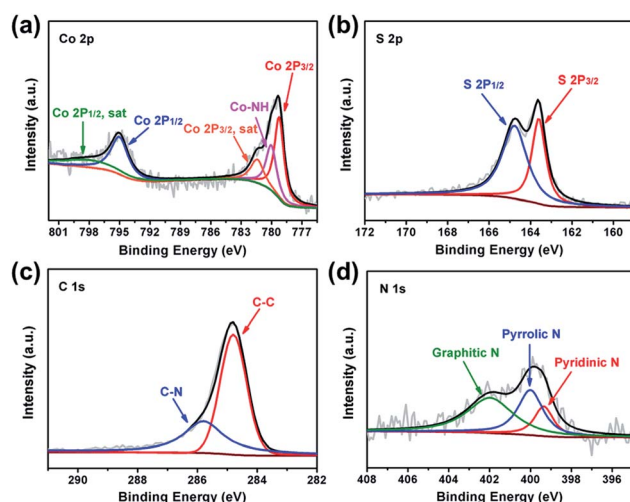 (a)
Co 2p
Co 2P3/2
Co-NH
Co 2P1/2, sat
Co 2P1/2
Co 2P3/2, sat
Intensity (a.u.)
801 798 795 792 789 786 783 780 777
Binding Energy (eV)
(b)
S 2p
S 2P1/2
S 2P3/2
Intensity (a.u.)
172 170 168 166 164 162 160
Binding Energy (eV)
(c)
C 1s
C-C
C-N
Intensity (a.u.)
290 288 286 284 282
Binding Energy (eV)
(d)
N 1s
Pyrrolic N
Graphitic N
Pyridinic N
Intensity (a.u.)
408 406 404 402 400 398 396
Binding Energy (eV)